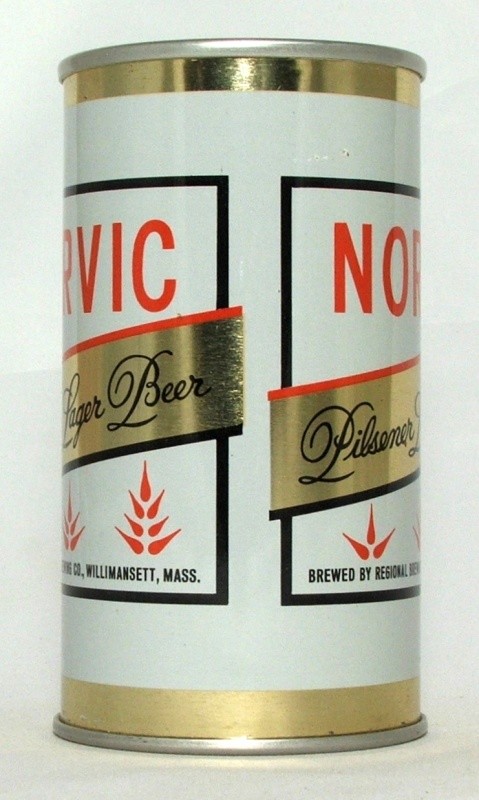 RVIC
Lager Beer
CO., WILLIMANSETT, MASS.
NOR
Pilsener
BREWED BY REGIONAL